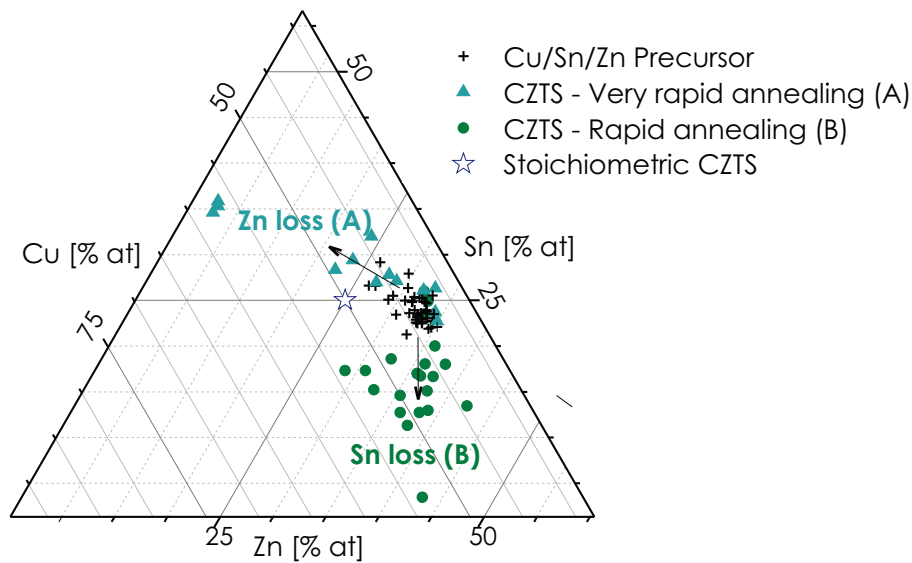 50
50
Cu/Sn/Zn Precursor
CZTS - Very rapid annealing (A)
CZTS - Rapid annealing (B)
Stoichiometric CZTS
Zn loss (A)
Cu [% at]
Sn [% at]
25
75
Sn loss (B)
25
50
Zn [% at]